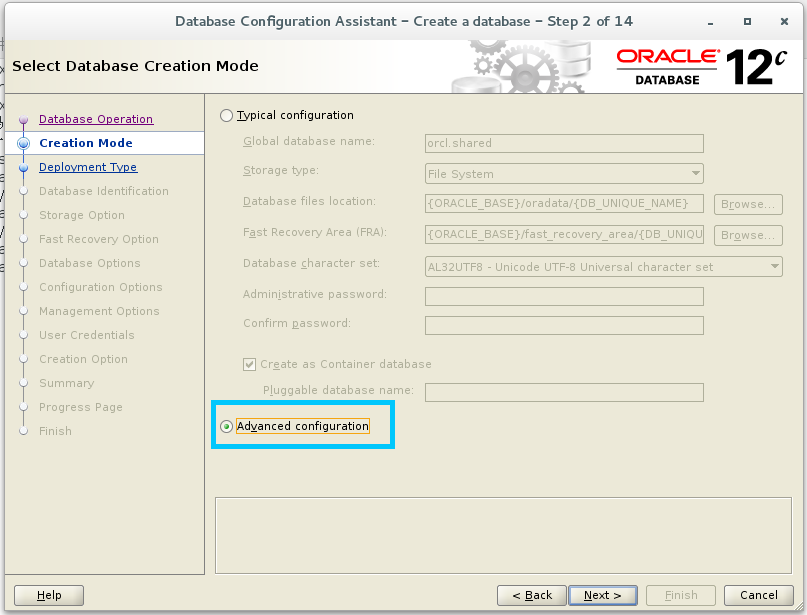 Database Configuration Assistant – Create a database – Step 2 of 14
Select Database Creation Mode
ORACLE®
DATABASE
12c
Database Operation
Creation Mode
Deployment Type
Database Identification
Storage Option
Fast Recovery Option
Database Options
Configuration Options
Management Options
User Credentials
Creation Option
Summary
Progress Page
Finish
Typical configuration
Global database name: orcl.shared
Storage type: File System
Database files location: {ORACLE_BASE}/oradata/{DB_UNIQUE_NAME} Browse...
Fast Recovery Area (FRA): {ORACLE_BASE}/fast_recovery_area/{DB_UNIQU Browse...
Database character set: AL32UTF8 - Unicode UTF-8 Universal character set
Administrative password:
Confirm password:
Create as Container database
Pluggable database name:
Advanced configuration
Help < Back Next > Finish Cancel